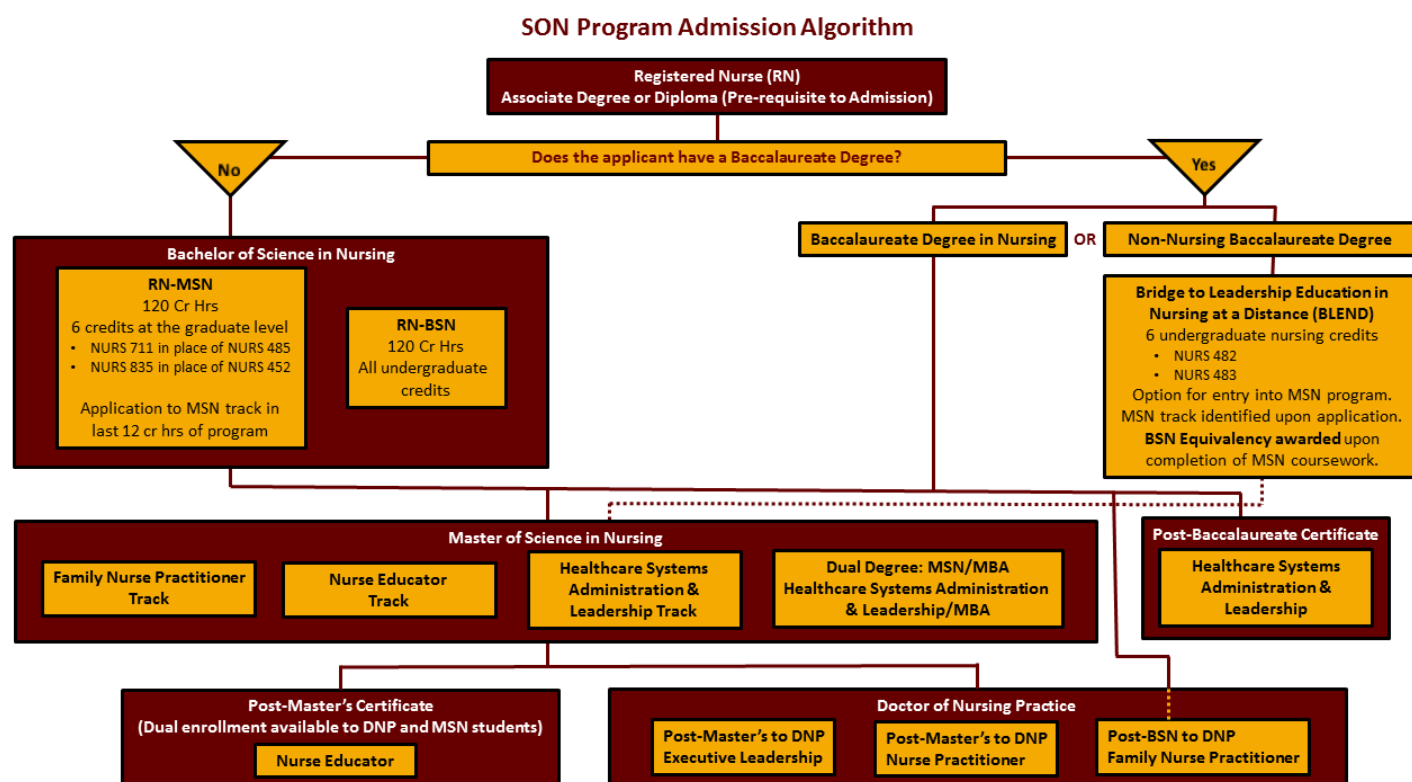 SON Program Admission Algorithm
Registered Nurse (RN)
Associate Degree or Diploma (Pre-requisite to Admission)
Does the applicant have a Baccalaureate Degree?
No
Yes
Bachelor of Science in Nursing
RN-MSN
120 Cr Hrs
6 credits at the graduate level
• NURS 711 in place of NURS 485
• NURS 835 in place of NURS 452
Application to MSN track in
last 12 cr hrs of program
RN-BSN
120 Cr Hrs
All undergraduate
credits
Baccalaureate Degree in Nursing
OR
Non-Nursing Baccalaureate Degree
Bridge to Leadership Education in
Nursing at a Distance (BLEND)
6 undergraduate nursing credits
• NURS 482
• NURS 483
Option for entry into MSN program.
MSN track identified upon application.
BSN Equivalency awarded upon
completion of MSN coursework.
Master of Science in Nursing
Family Nurse Practitioner
Track
Nurse Educator
Track
Healthcare Systems
Administration &
Leadership Track
Dual Degree: MSN/MBA
Healthcare Systems Administration
& Leadership/MBA
Post-Baccalaureate Certificate
Healthcare Systems
Administration &
Leadership
Post-Master's Certificate
(Dual enrollment available to DNP and MSN students)
Nurse Educator
Doctor of Nursing Practice
Post-Master's to DNP
Executive Leadership
Post-Master's to DNP
Nurse Practitioner
Post-BSN to DNP
Family Nurse Practitioner